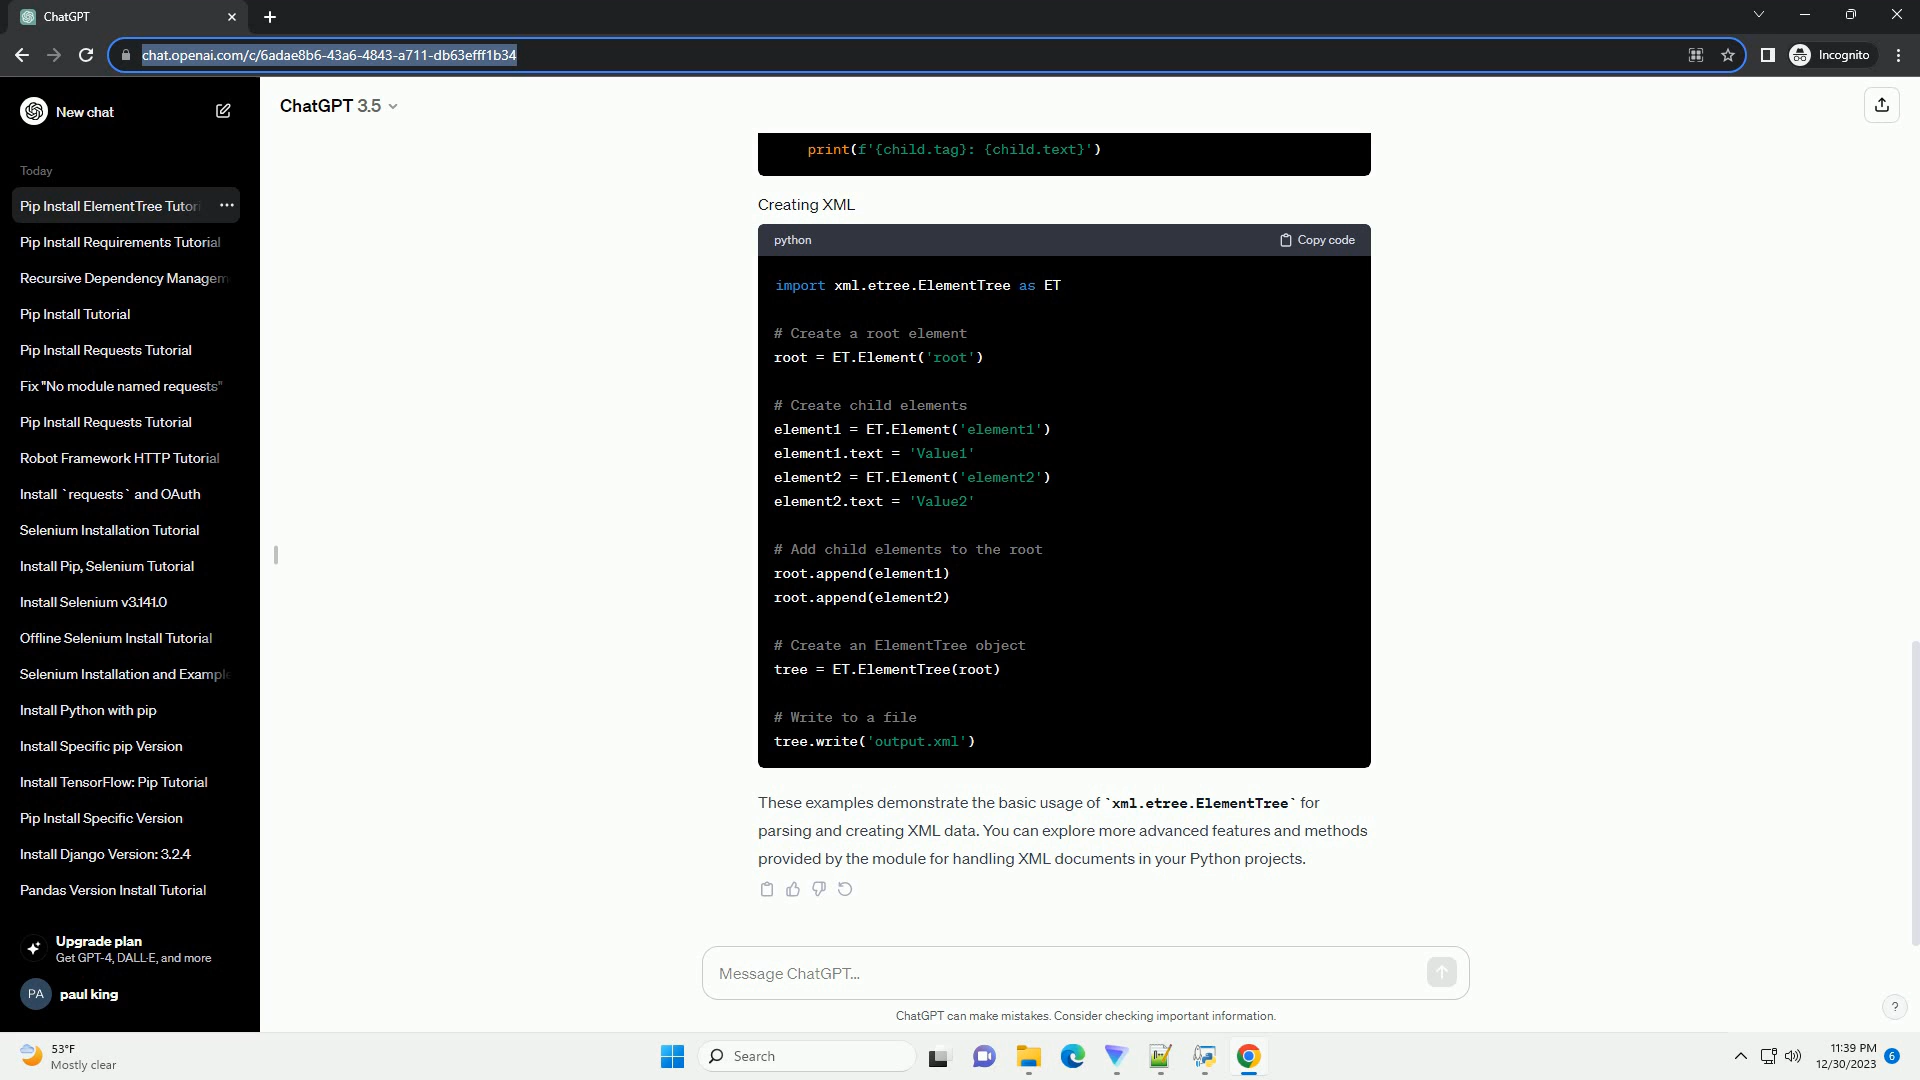 ChatGPT
chat.openai.com/c/6adae8b6-43a6-4843-a711-db63efff1b34
Incognito
New chat
Today
Pip Install ElementTree Tutori
Pip Install Requirements Tutorial
Recursive Dependency Managem
Pip Install Tutorial
Pip Install Requests Tutorial
Fix "No module named requests"
Pip Install Requests Tutorial
Robot Framework HTTP Tutorial
Install `requests` and OAuth
Selenium Installation Tutorial
Install Pip, Selenium Tutorial
Install Selenium v3.141.0
Offline Selenium Install Tutorial
Selenium Installation and Example
Install Python with pip
Install Specific pip Version
Install TensorFlow: Pip Tutorial
Pip Install Specific Version
Install Django Version: 3.2.4
Pandas Version Install Tutorial
Upgrade plan
Get GPT-4, DALL·E, and more
PA paul king
ChatGPT 3.5
print(f'{child.tag}: {child.text}')
Creating XML
python
Copy code
import xml.etree.ElementTree as ET
# Create a root element
root = ET.Element('root')
# Create child elements
element1 = ET.Element('element1')
element1.text = 'Value1'
element2 = ET.Element('element2')
element2.text = 'Value2'
# Add child elements to the root
root.append(element1)
root.append(element2)
# Create an ElementTree object
tree = ET.ElementTree(root)
# Write to a file
tree.write('output.xml')
These examples demonstrate the basic usage of `xml.etree.ElementTree` for
parsing and creating XML data. You can explore more advanced features and methods
provided by the module for handling XML documents in your Python projects.
Message ChatGPT...
ChatGPT can make mistakes. Consider checking important information.
?
53°F
Mostly clear
Search
11:39 PM
12/30/2023
6